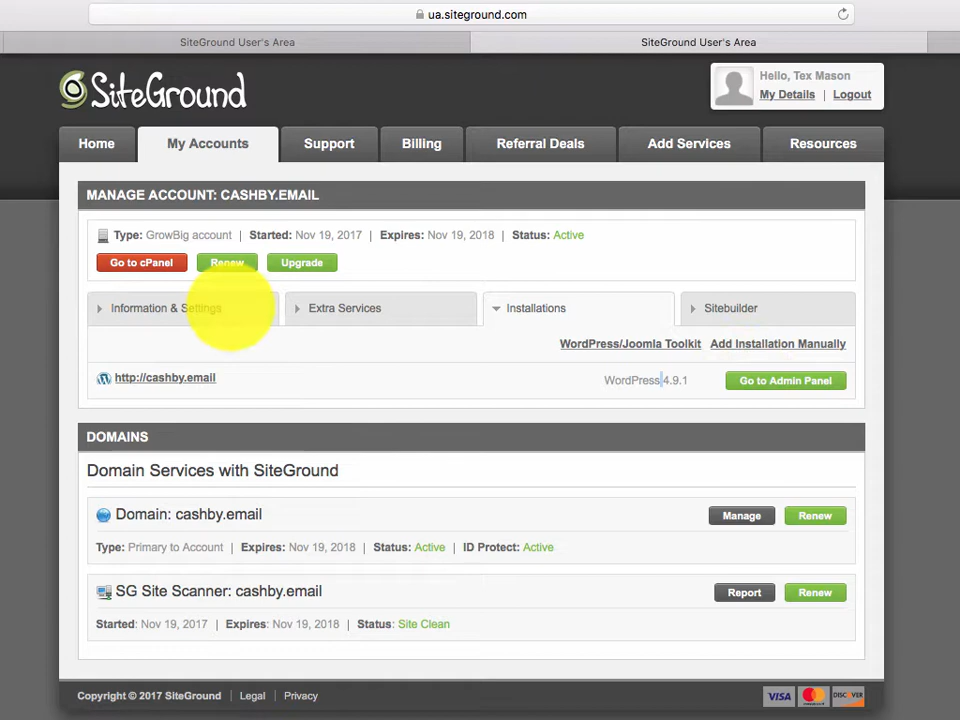 ua.siteground.com
SiteGround User's Area
SiteGround User's Area
SiteGround
Hello, Tex Mason
My Details | Logout
Home
My Accounts
Support
Billing
Referral Deals
Add Services
Resources
MANAGE ACCOUNT: CASHBY.EMAIL
Type: GrowBig account | Started: Nov 19, 2017 | Expires: Nov 19, 2018 | Status: Active
Go to cPanel
Renew
Upgrade
Information & Settings
Extra Services
Installations
Sitebuilder
WordPress/Joomla Toolkit
Add Installation Manually
http://cashby.email
WordPress 4.9.1
Go to Admin Panel
DOMAINS
Domain Services with SiteGround
Domain: cashby.email
Manage
Renew
Type: Primary to Account | Expires: Nov 19, 2018 | Status: Active | ID Protect: Active
SG Site Scanner: cashby.email
Report
Renew
Started: Nov 19, 2017 | Expires: Nov 19, 2018 | Status: Site Clean
Copyright © 2017 SiteGround | Legal | Privacy
VISA
MasterCard
DISCOVER